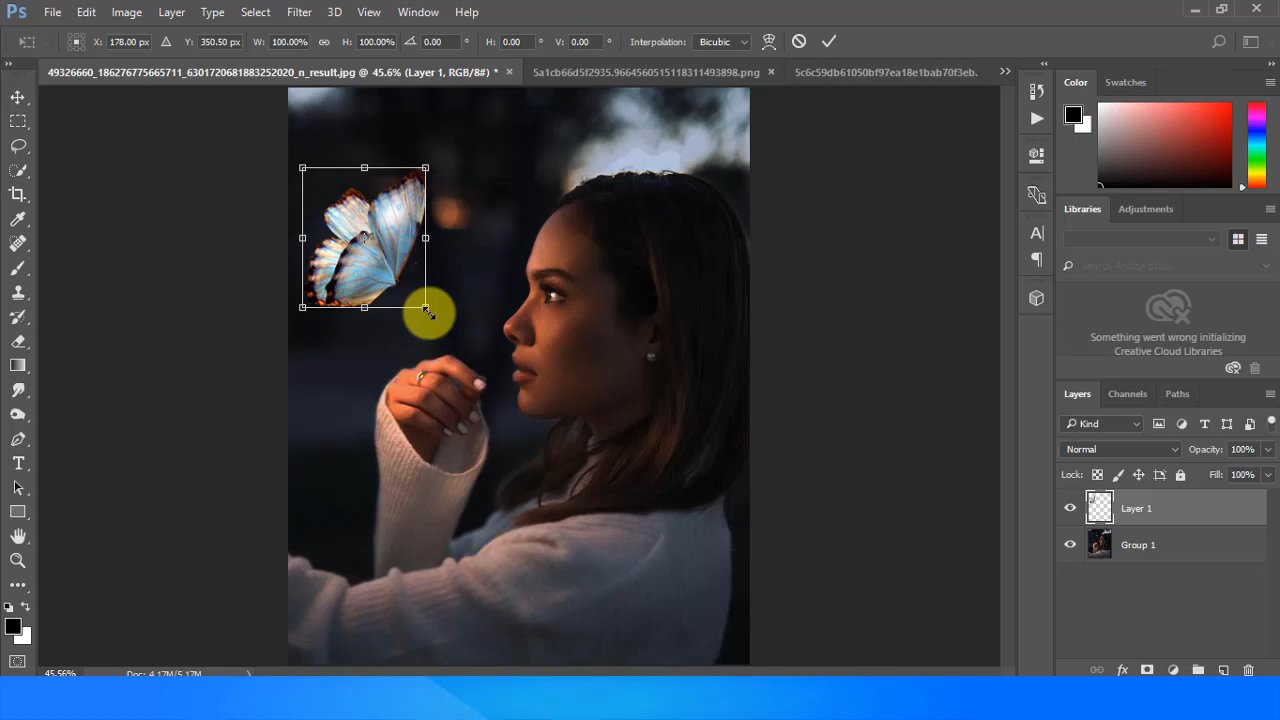 Ps File Edit Image Layer Type Select Filter 3D View Window Help
X: 178.00 px Y: 350.50 px W: 100.00% H: 100.00% 0.00 ° H: 0.00 ° V: 0.00 ° Interpolation: Bicubic
49326660_186276775665711_6301720681883252020_n_result.jpg @ 45.6% (Layer 1, RGB/8#) * × 5a1cb66d5f2935.9664560515118311493898.png × 5c6c59db61050bf97ea18e1bab70f3eb.
Color Swatches
Libraries Adjustments
Search Adobe Stock
Something went wrong initializing
Creative Cloud Libraries
Layers Channels Paths
Kind
Normal Opacity: 100%
Lock: Fill: 100%
Layer 1
Group 1
45.56% Doc: 4.17M/5.17M